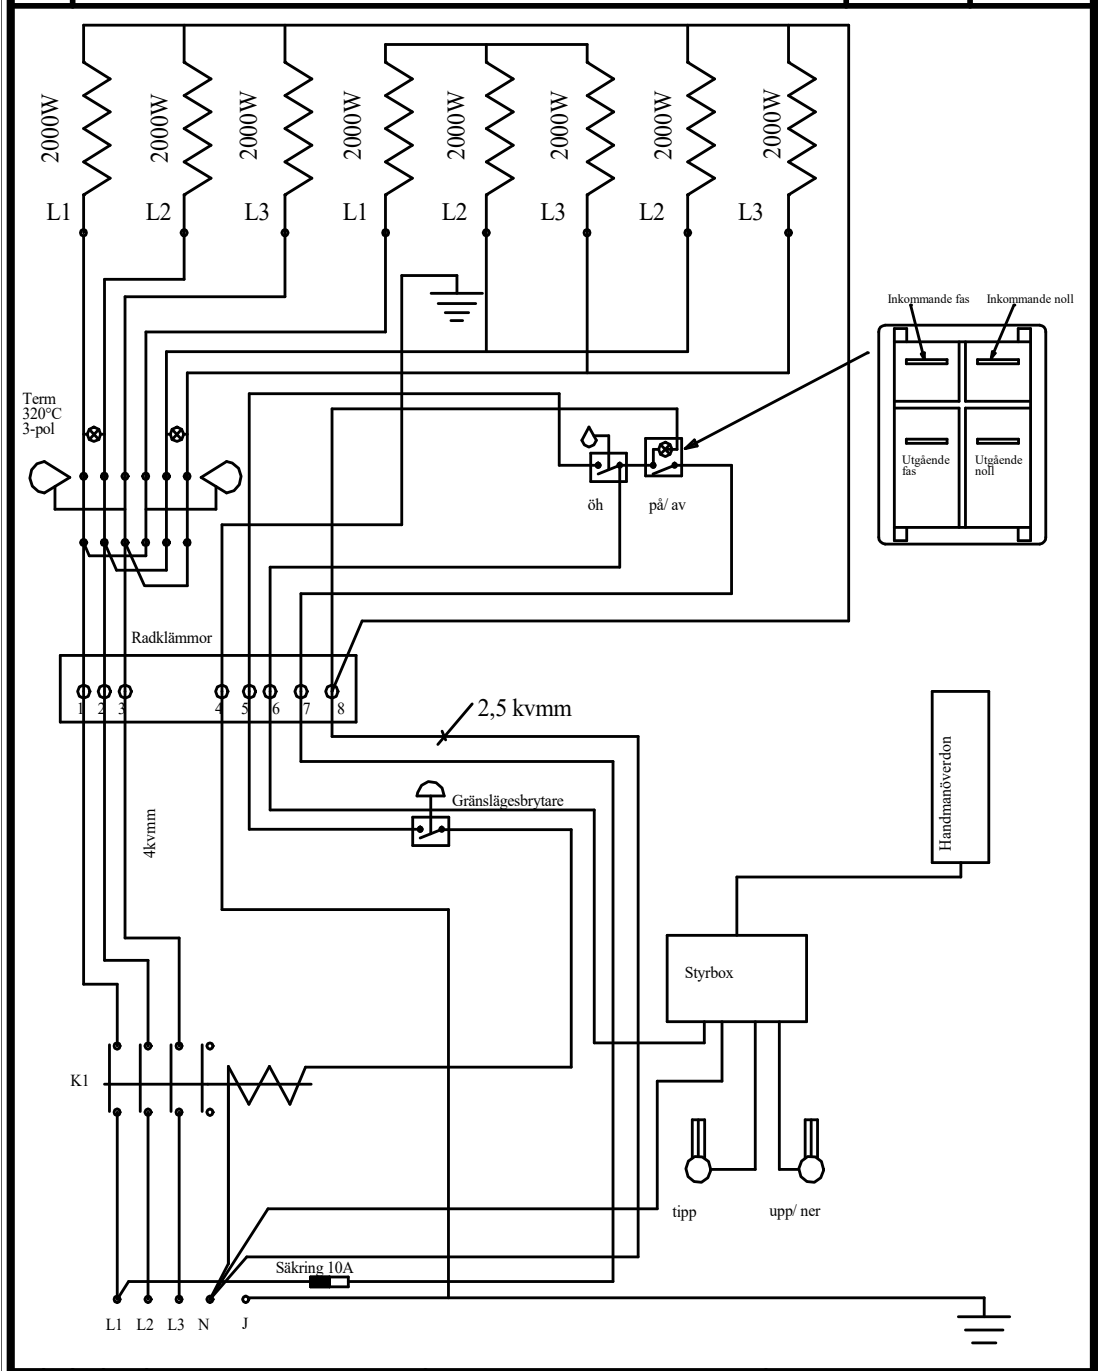 2000W
2000W
2000W
2000W
2000W
2000W
2000W
2000W
L1
L2
L3
L1
L2
L3
L2
L3
Inkommande fas
Inkommande noll
Term
320°C
3-pol
Utgående
fas
Utgående
noll
öh
på/ av
Radklämmor
1
2
3
4
5
6
7
8
2,5 kvmm
Handmanöverdon
Gränslägesbrytare
4kvmm
Styrbox
K1
tipp
upp/ ner
Säkring 10A
L1
L2
L3
N
J